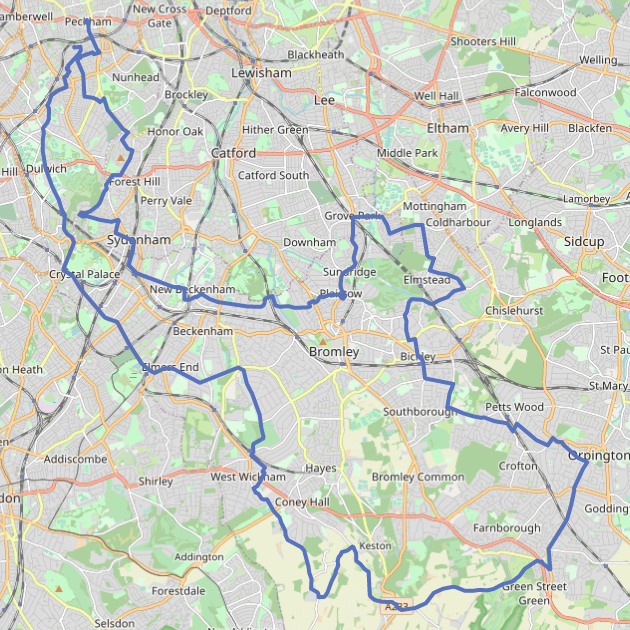 New Cross
Gate
Deptford
Peckham
Shooters Hill
Blackheath
Welling
Lewisham
Nunhead
Falconwood
Brockley
Lee
Well Hall
Honor Oak
Hither Green
Eltham
Avery Hill
Blackfen
Catford
Middle Park
Dulwich
Catford South
Forest Hill
Perry Vale
Mottingham
Lamorbey
Grove Park
Coldharbour
Longlands
Sydenham
Downham
Sidcup
Crystal Palace
Sundridge
Elmstead
Foot
New Beckenham
Plaistow
Chislehurst
Beckenham
Bromley
Bickley
St Pau
on Heath
Elmers End
St Mary
Southborough
Petts Wood
Addiscombe
Orpington
Hayes
Crofton
Shirley
West Wickham
Bromley Common
don
Coney Hall
Goddin
Farnborough
Addington
Keston
Forestdale
Green Street
Green
A233
Selsdon